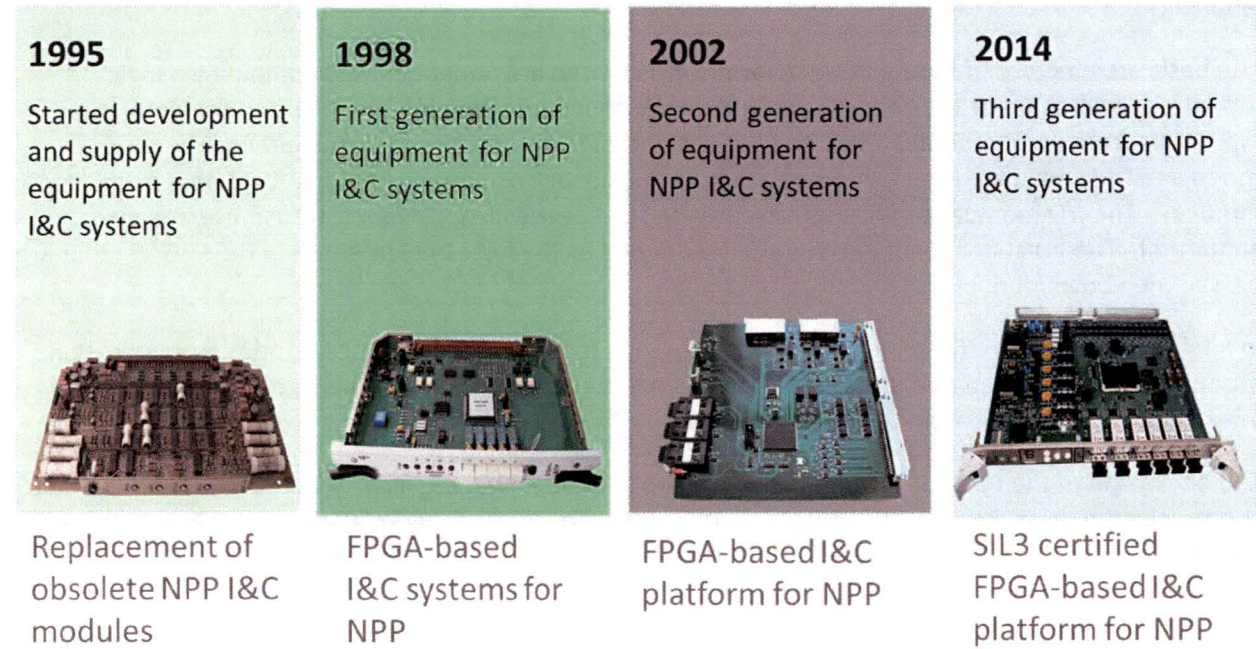 1995
Started development
and supply of the
equipment for NPP
I&C systems
Replacement of
obsolete NPP I&C
modules
1998
First generation of
equipment for NPP
I&C systems
FPGA-based
I&C systems for
NPP
2002
Second generation
of equipment for
NPP I&C systems
FPGA-based I&C
platform for NPP
2014
Third generation of
equipment for NPP
I&C systems
SIL3 certified
FPGA-based I&C
platform for NPP